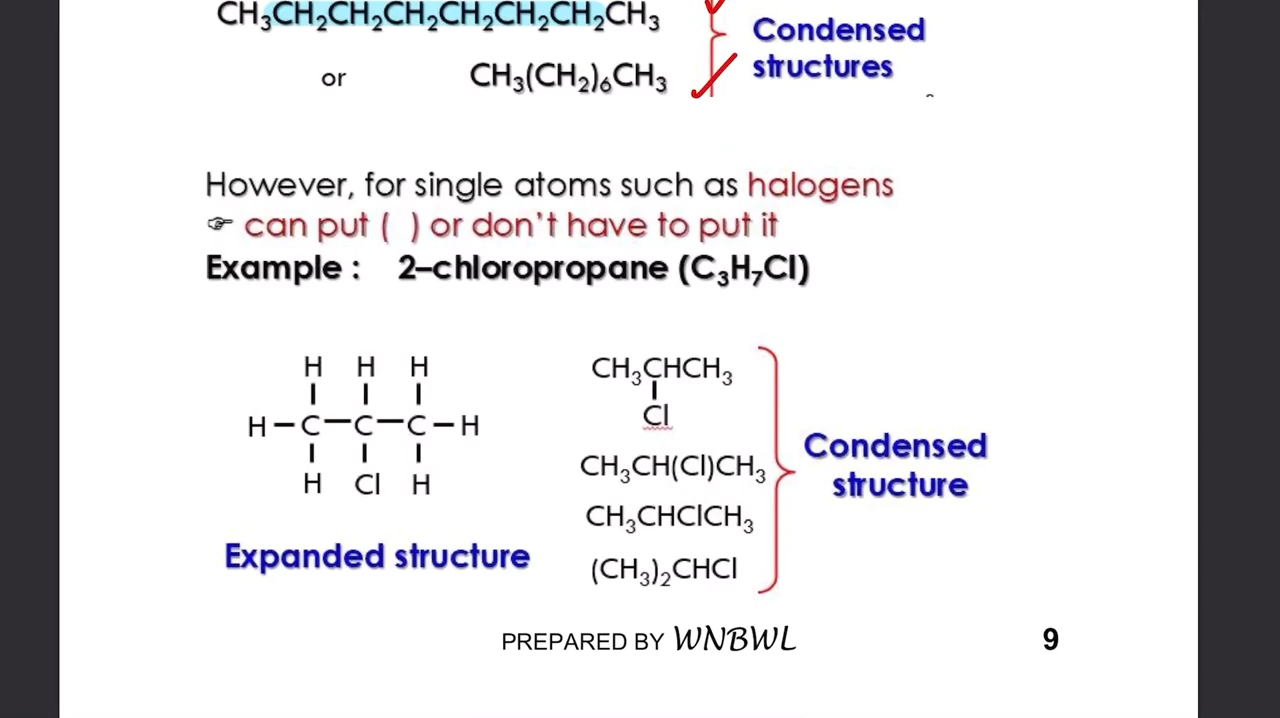 CH₃CH₂CH₂CH₂CH₂CH₂CH₂CH₃
Condensed
structures
or CH₃(CH₂)₆CH₃
However, for single atoms such as halogens
☞ can put ( ) or don't have to put it
Example : 2–chloropropane (C₃H₇Cl)
H H H
H–C–C–C–H
H Cl H
Expanded structure
CH₃CHCH₃
Cl
CH₃CH(Cl)CH₃
CH₃CHClCH₃
(CH₃)₂CHCl
Condensed
structure
PREPARED BY WNBWL
9